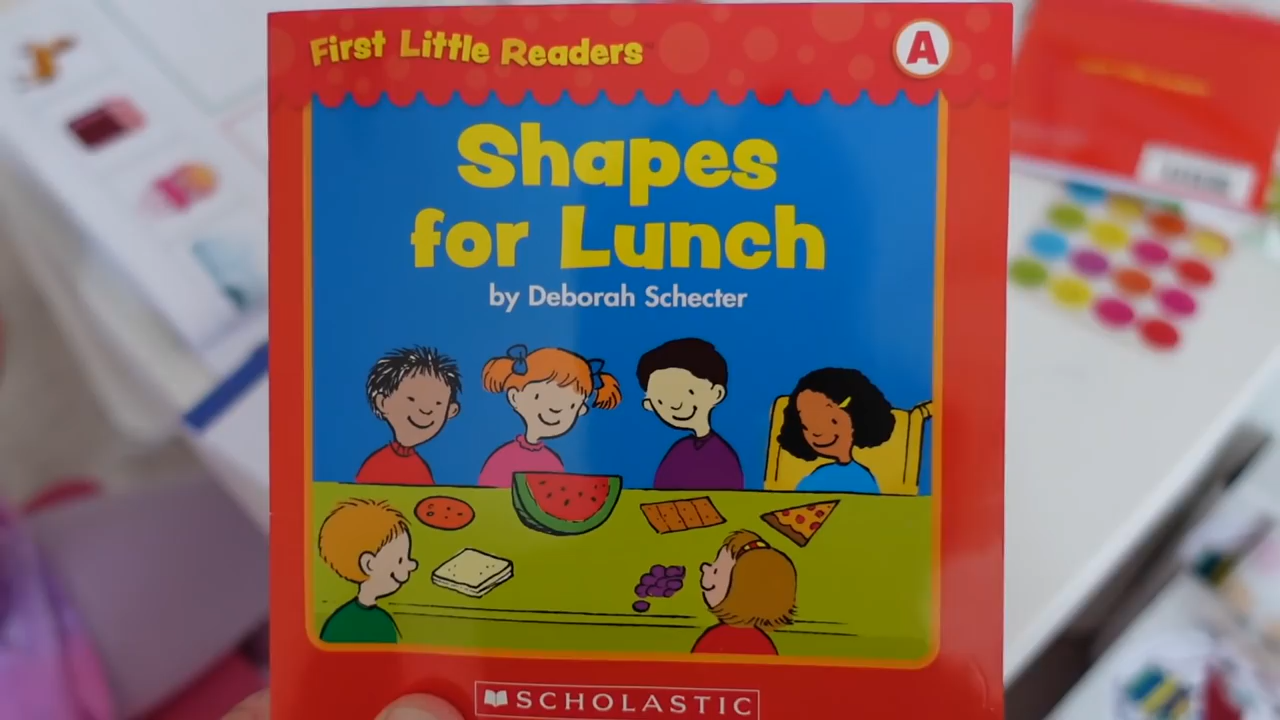 First Little Readers
A
Shapes
for Lunch
by Deborah Schecter
SCHOLASTIC